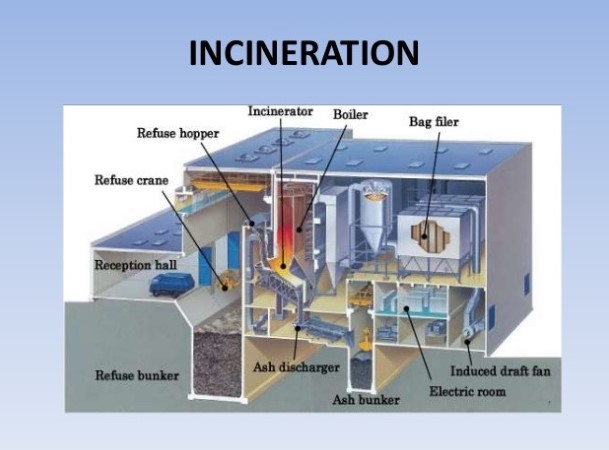 INCINERATION
Incinerator
Boiler
Bag filer
Refuse hopper
Refuse crane
Reception hall
Refuse bunker
Ash discharger
Ash bunker
Induced draft fan
Electric room